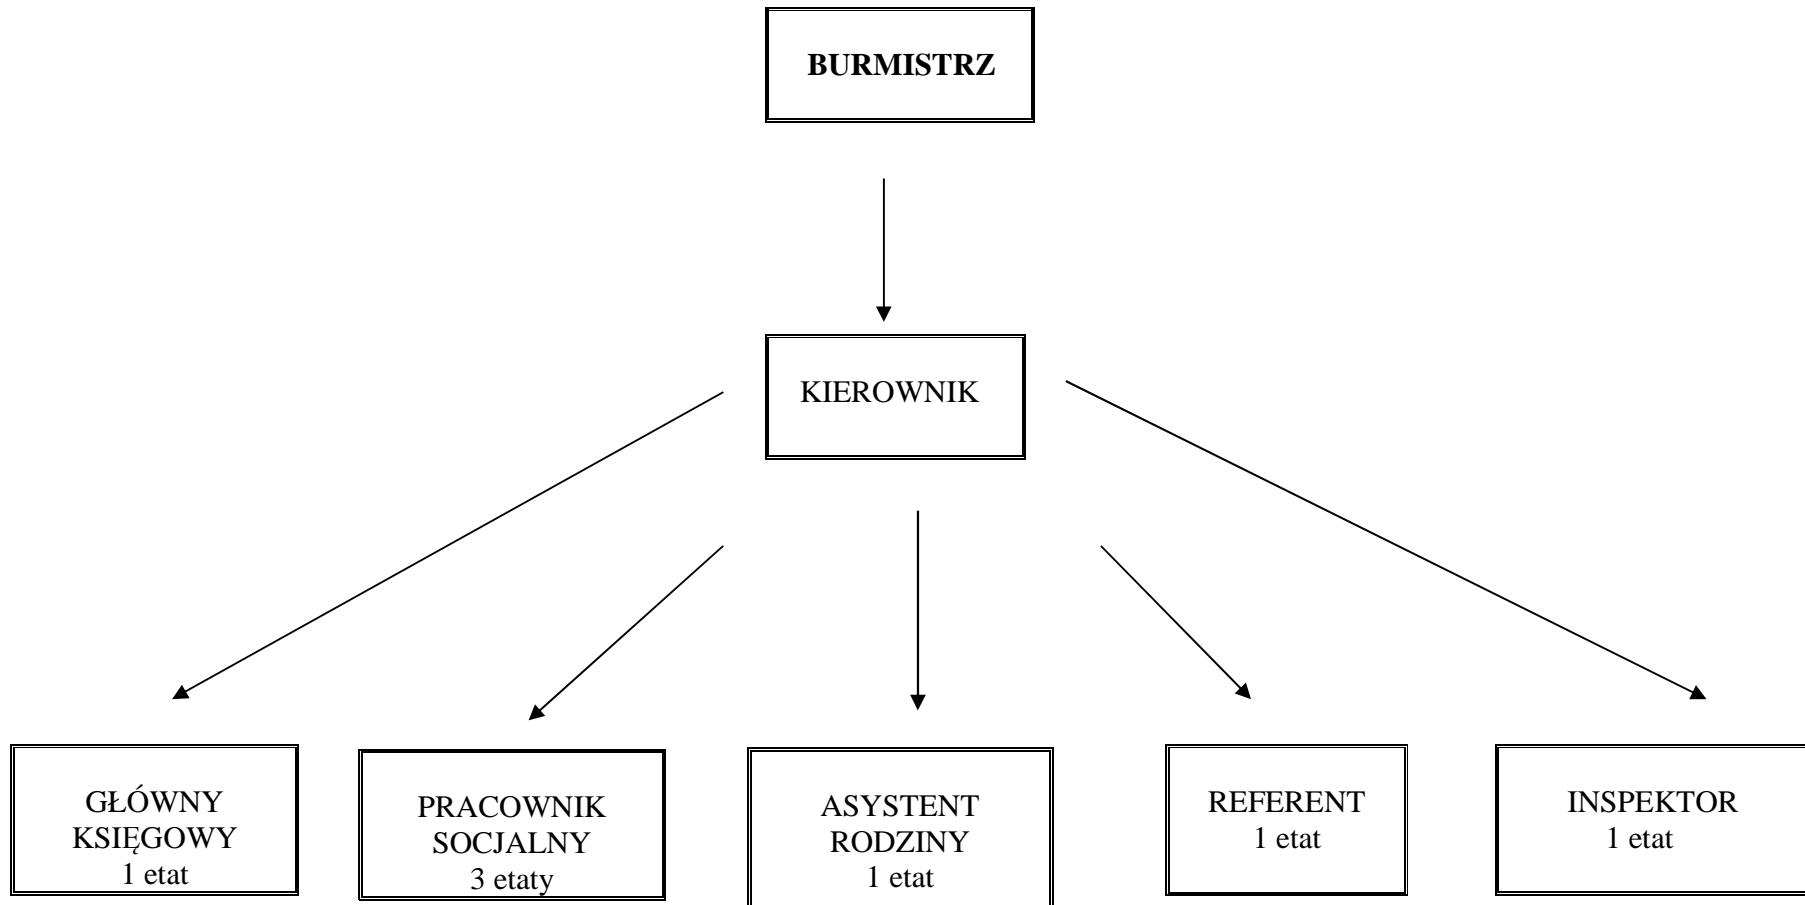 BURMISTRZ
KIEROWNIK
GŁÓWNY
KSIĘGOWY
1 etat
PRACOWNIK
SOCJALNY
3 etaty
ASYSTENT
RODZINY
1 etat
REFERENT
1 etat
INSPEKTOR
1 etat